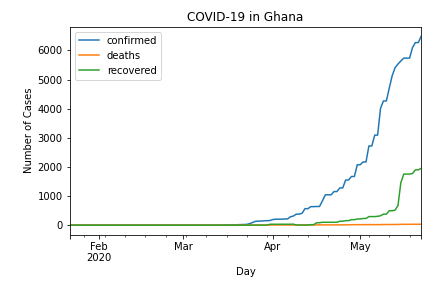 COVID-19 in Ghana
confirmed
deaths
recovered
Number of Cases
6000
5000
4000
3000
2000
1000
0
Feb
2020
Mar
Apr
May
Day